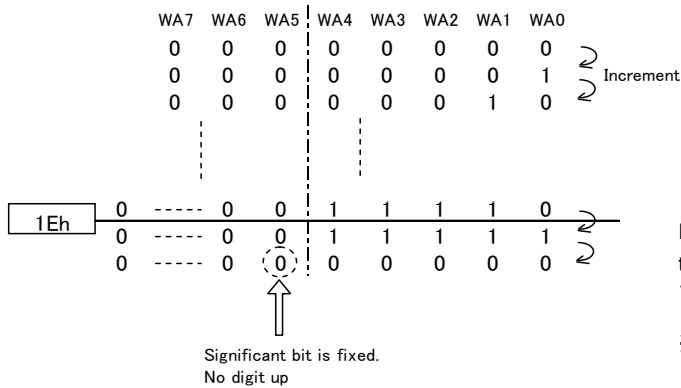 WA7 WA6 WA5 WA4 WA3 WA2 WA1 WA0
0 0 0 0 0 0 0 0
0 0 0 0 0 0 0 1
Increment
0 0 0 0 0 0 1 0
0 ----- 0 0 1 1 1 1 0
1Eh
0 ----- 0 0 1 1 1 1 1
0 ----- 0 0 0 0 0 0 0
Significant bit is fixed.
No digit up